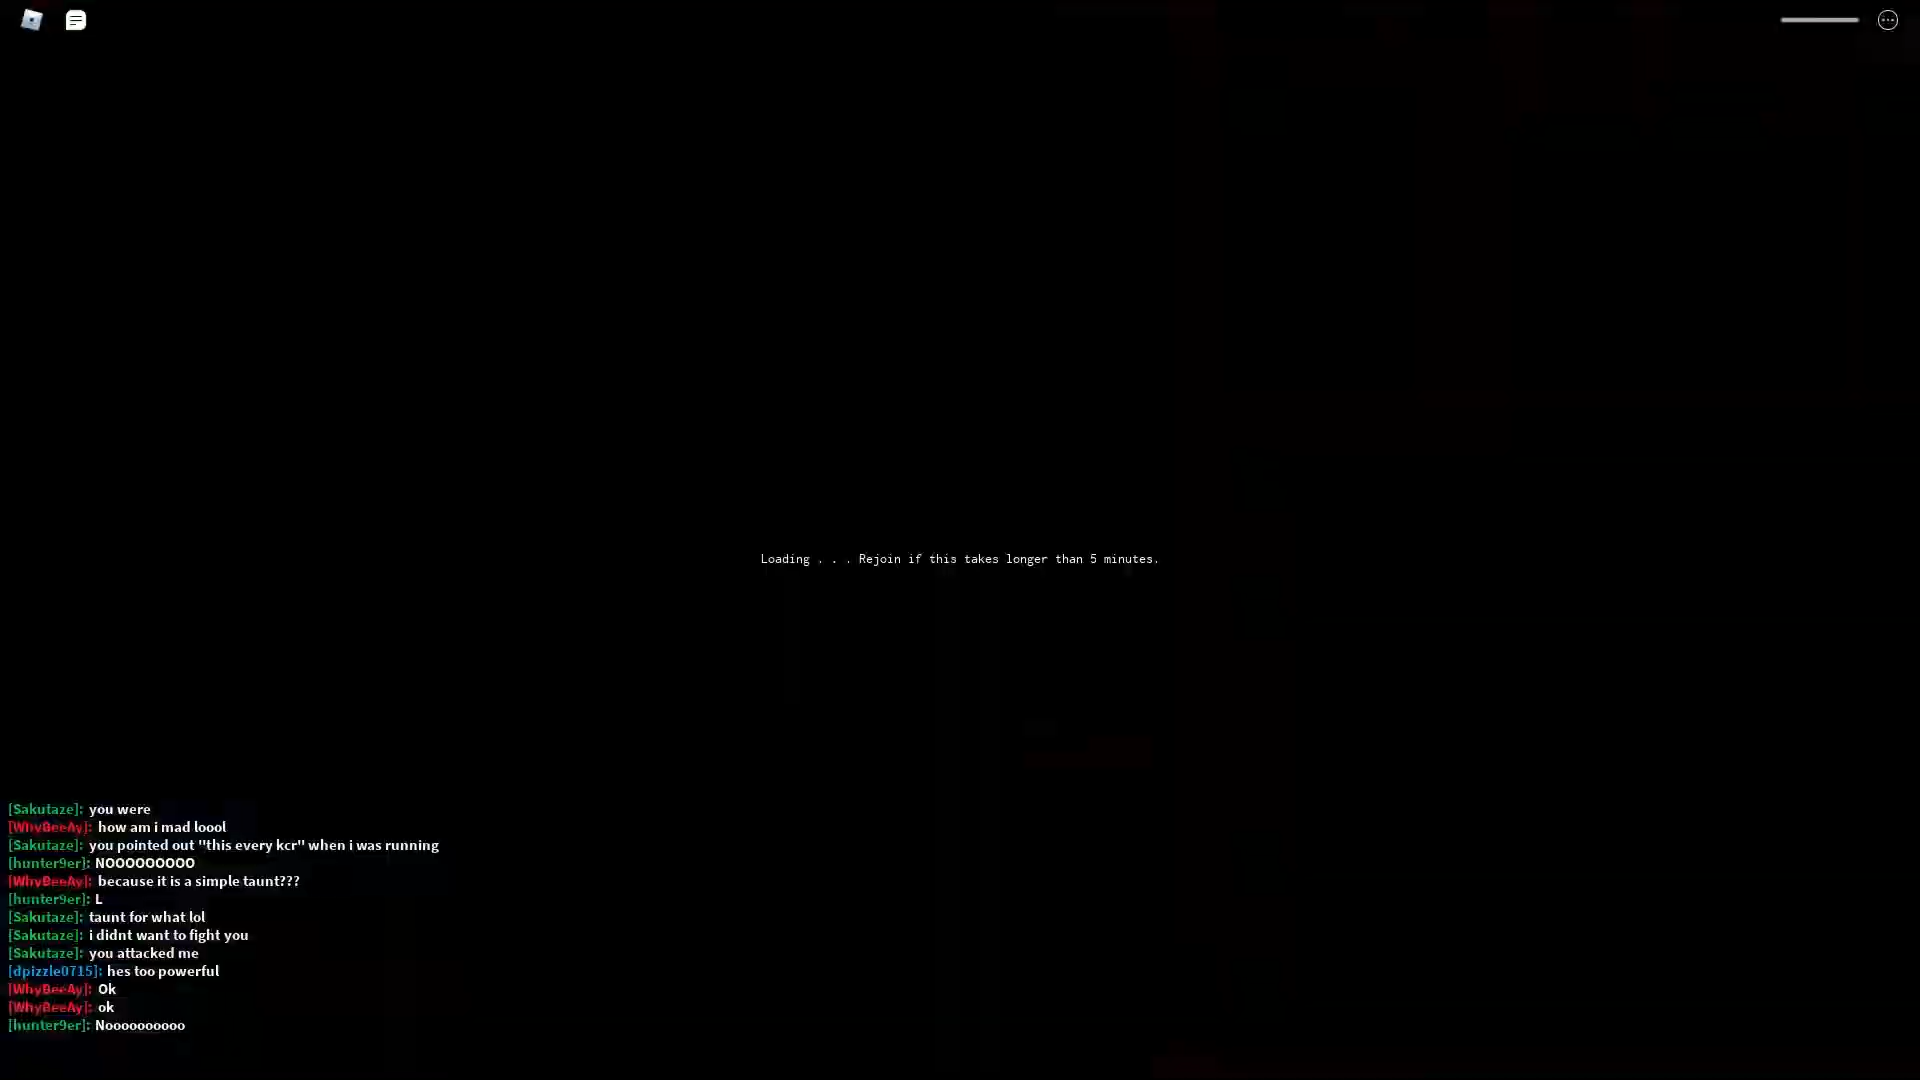 Loading . . . Rejoin if this takes longer than 5 minutes.
[Sakutaze]: you were
[WhyBeeAy]: how am i mad loool
[Sakutaze]: you pointed out "this every kcr" when i was running
[hunter9er]: NOOOOOOOOO
[WhyBeeAy]: because it is a simple taunt???
[hunter9er]: L
[Sakutaze]: taunt for what lol
[Sakutaze]: i didnt want to fight you
[Sakutaze]: you attacked me
[dpizzle0715]: hes too powerful
[WhyBeeAy]: Ok
[WhyBeeAy]: ok
[hunter9er]: Noooooooooo